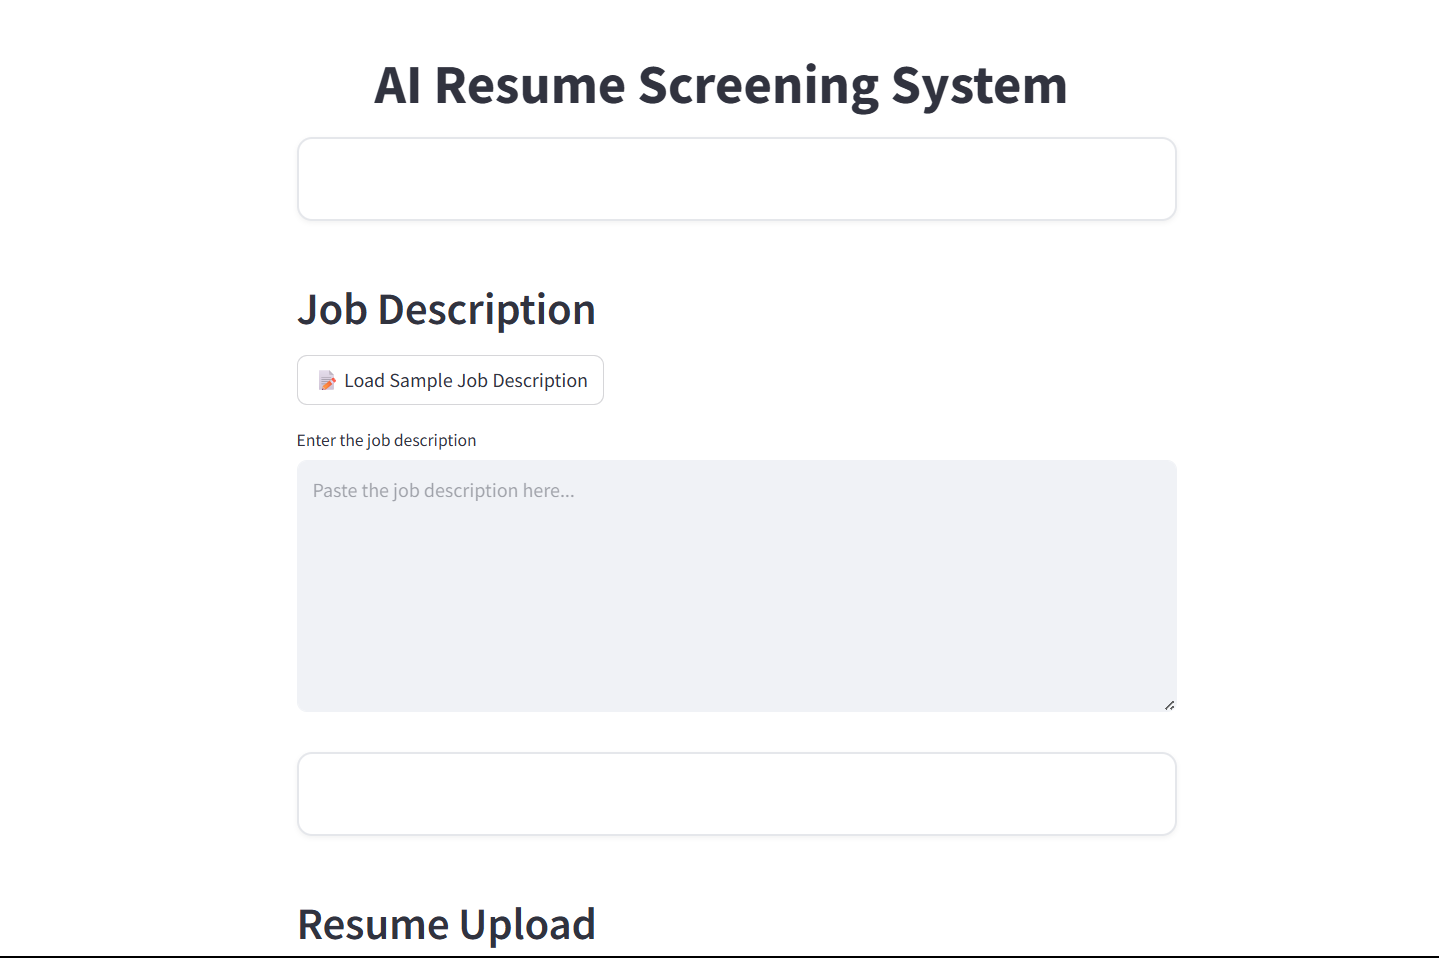 AI Resume Screening System
Job Description
📝 Load Sample Job Description
Enter the job description
Paste the job description here...
Resume Upload